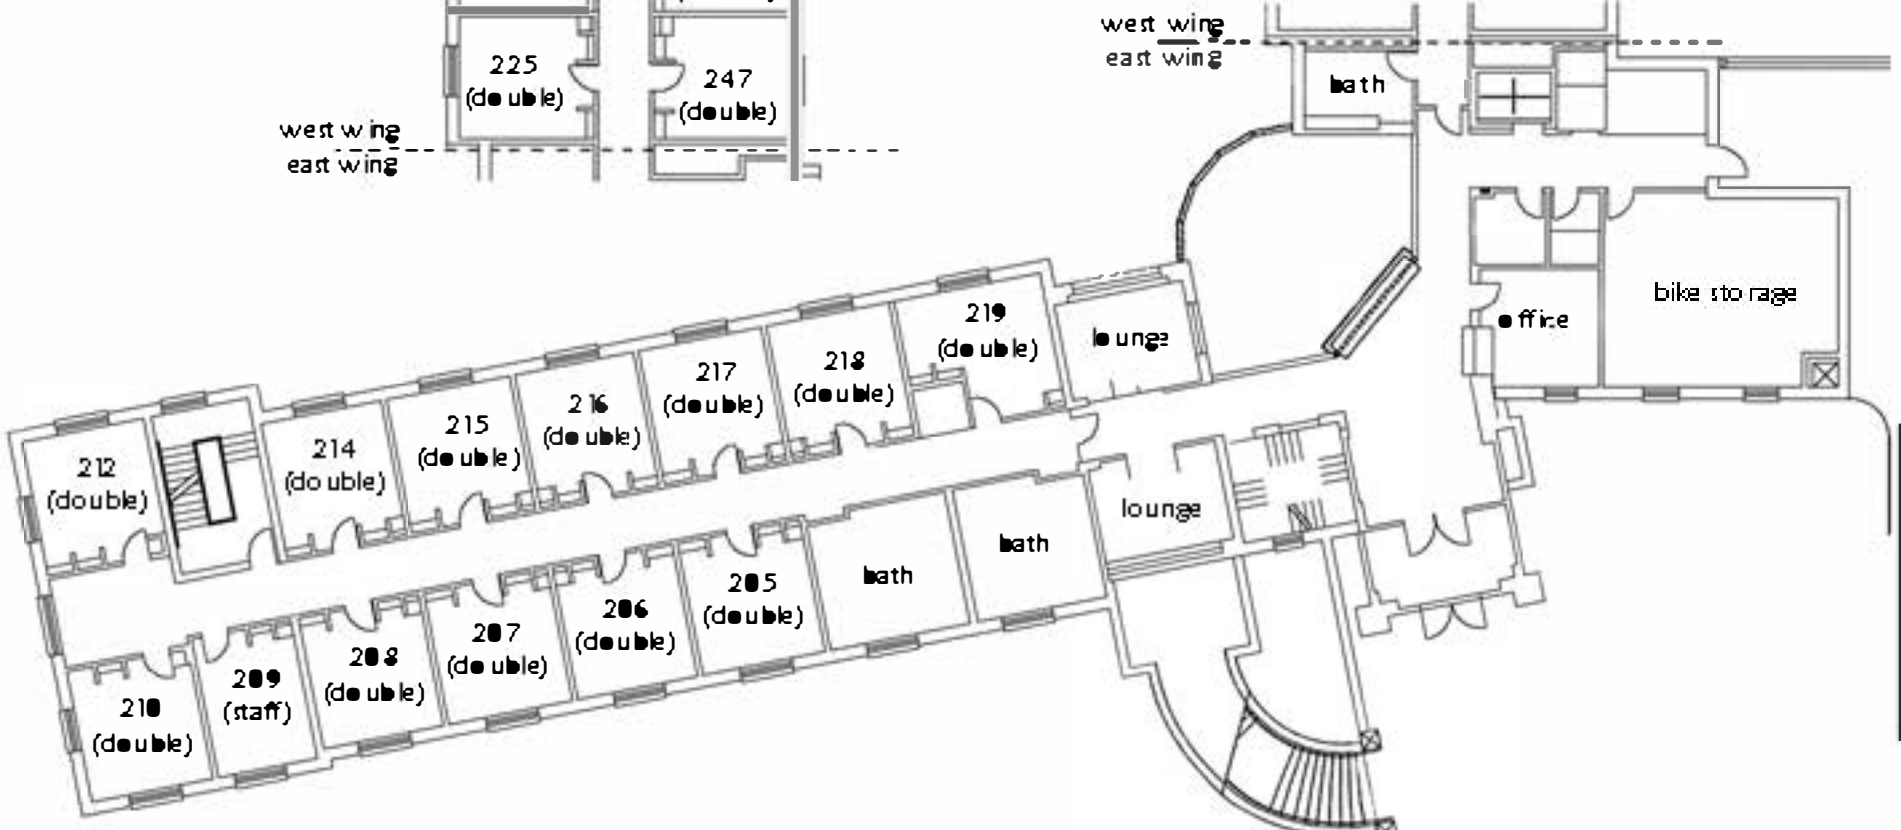 west wing
east wing
225
(double)
247
(double)
west wing
east wing
bath
bike storage
office
219
(double)
lounge
218
(double)
217
(double)
216
(double)
215
(double)
214
(double)
212
(double)
lounge
bath
bath
205
(double)
206
(double)
207
(double)
208
(double)
209
(staff)
210
(double)